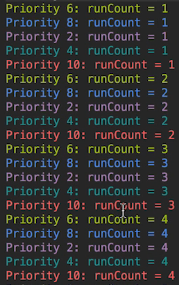 Priority 6: runCount = 1
Priority 8: runCount = 1
Priority 2: runCount = 1
Priority 4: runCount = 1
Priority 10: runCount = 1
Priority 6: runCount = 2
Priority 8: runCount = 2
Priority 2: runCount = 2
Priority 4: runCount = 2
Priority 10: runCount = 2
Priority 6: runCount = 3
Priority 8: runCount = 3
Priority 2: runCount = 3
Priority 4: runCount = 3
Priority 10: runCount = 3
Priority 6: runCount = 4
Priority 8: runCount = 4
Priority 2: runCount = 4
Priority 4: runCount = 4
Priority 10: runCount = 4